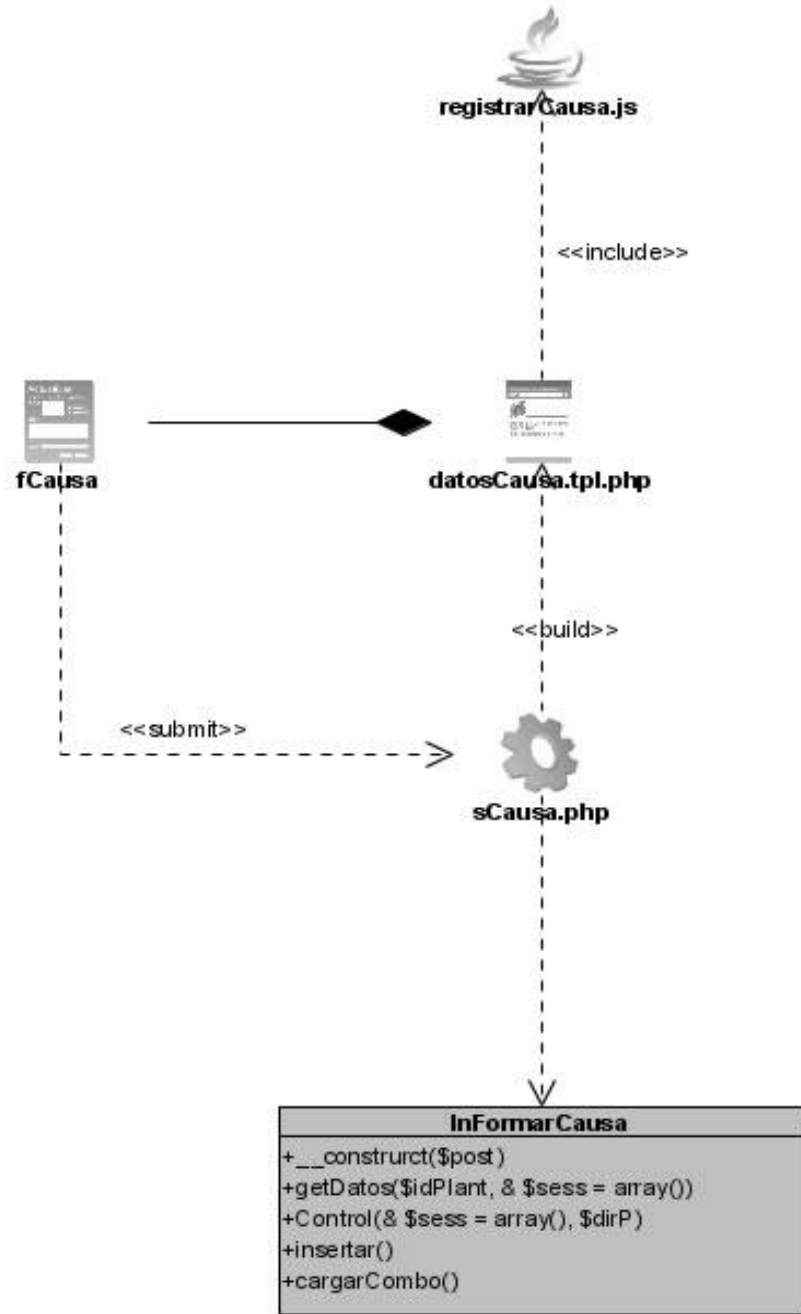 registrarCausa.js
<<include>>
fCausa
datosCausa.tpl.php
<<build>>
<<submit>>
sCausa.php
InFormarCausa
+__construrct($post)
+getDatos($idPlant, & $sess = array())
+Control(& $sess = array(), $dirP)
+insertar()
+cargarCombo()